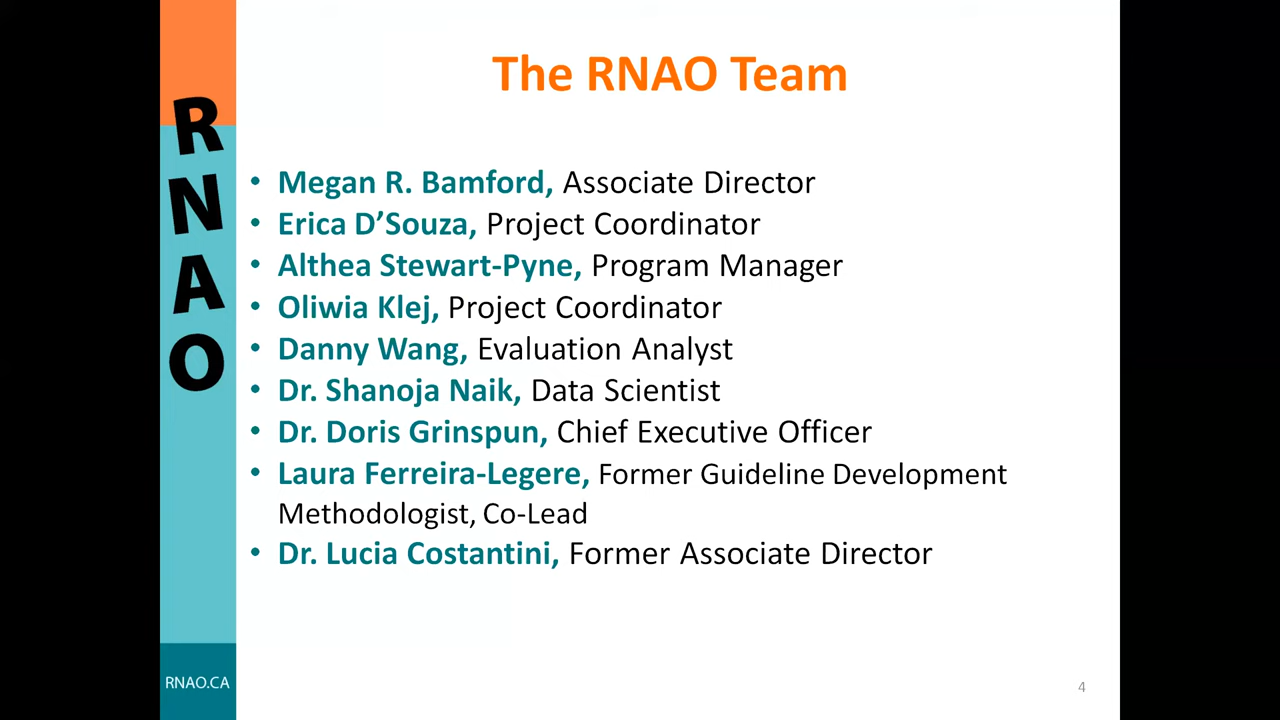 The RNAO Team
R
N
A
O
• Megan R. Bamford, Associate Director
• Erica D’Souza, Project Coordinator
• Althea Stewart-Pyne, Program Manager
• Oliwia Klej, Project Coordinator
• Danny Wang, Evaluation Analyst
• Dr. Shanoja Naik, Data Scientist
• Dr. Doris Grinspun, Chief Executive Officer
• Laura Ferreira-Legere, Former Guideline Development
Methodologist, Co-Lead
• Dr. Lucia Costantini, Former Associate Director
RNAO.CA
4